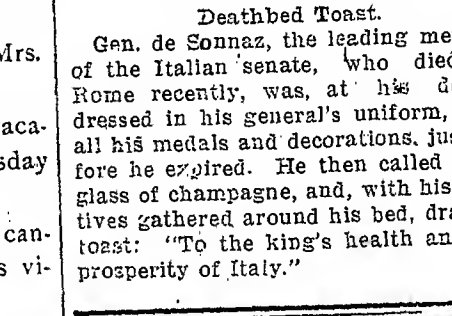 Mrs.
aca-
sday
can-
s vi-
Deathbed Toast.
Gen. de Sonnaz, the leading me
of the Italian senate, who died
Rome recently, was, at his de
dressed in his general's uniform,
all his medals and decorations, jus
fore he expired. He then called
glass of champagne, and, with his
tives gathered around his bed, dra
toast: "To the king's health an
prosperity of Italy."